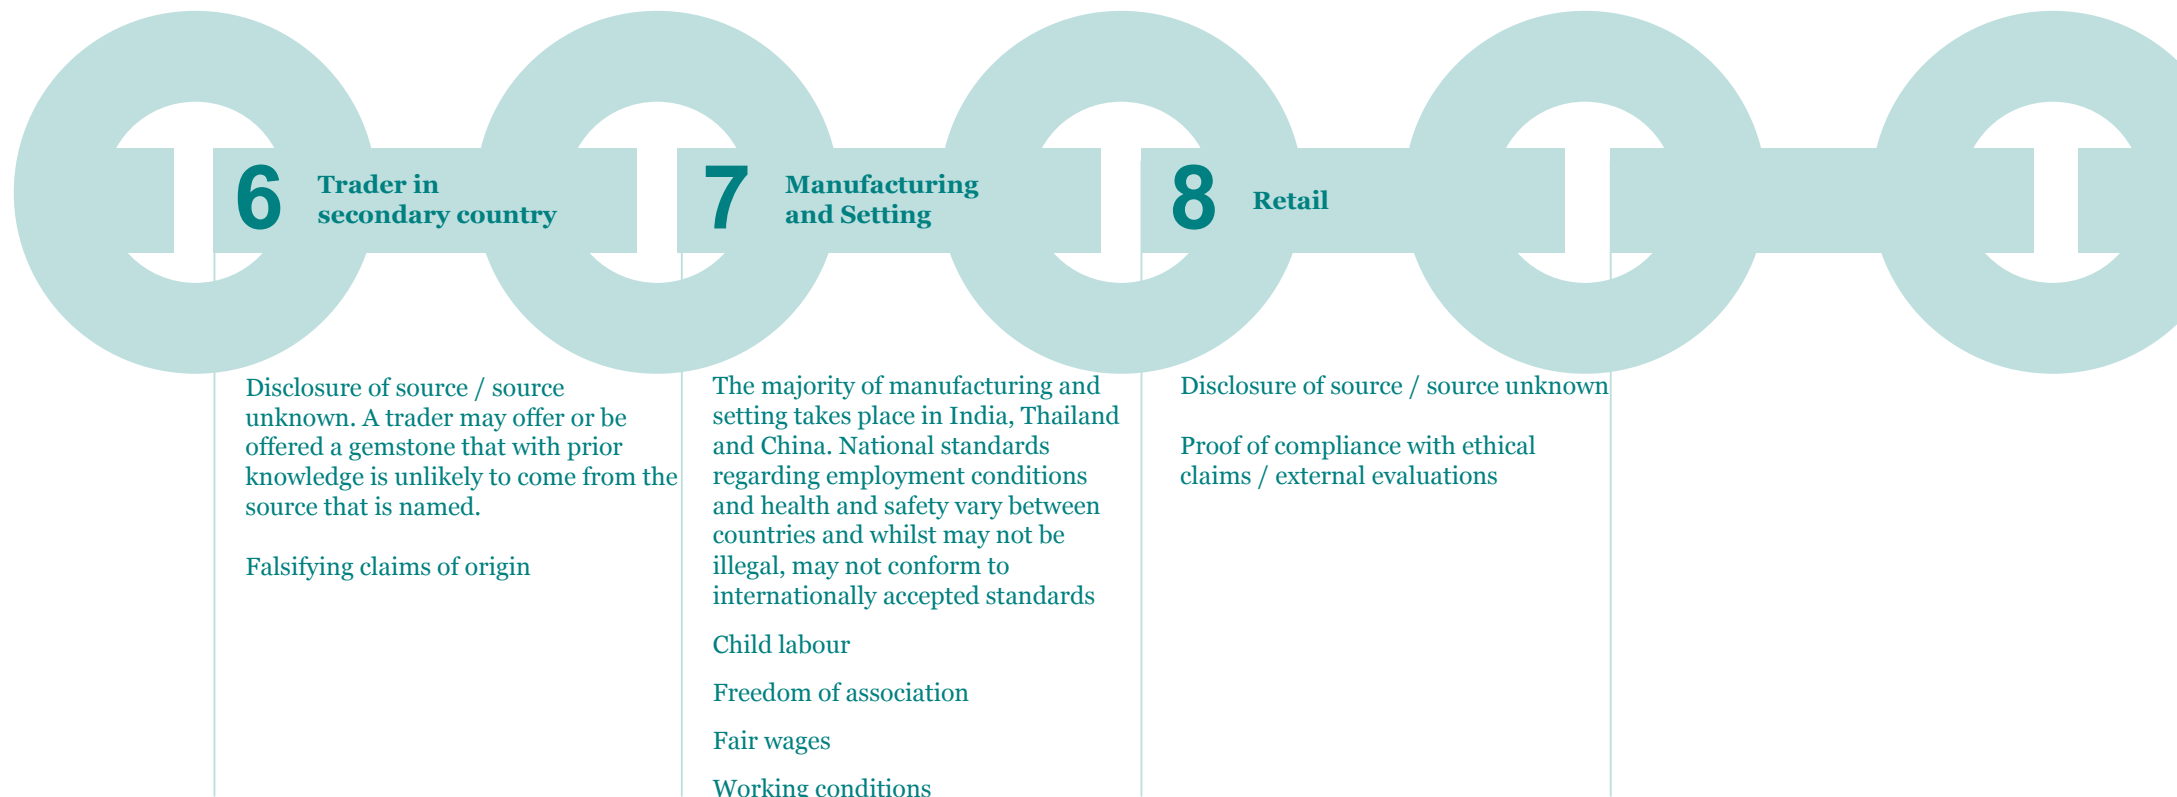 6
Trader in
secondary country
Disclosure of source / source
unknown. A trader may offer or be
offered a gemstone that with prior
knowledge is unlikely to come from the
source that is named.
Falsifying claims of origin
7
Manufacturing
and Setting
The majority of manufacturing and
setting takes place in India, Thailand
and China. National standards
regarding employment conditions
and health and safety vary between
countries and whilst may not be
illegal, may not conform to
internationally accepted standards
Child labour
Freedom of association
Fair wages
Working conditions
8
Retail
Disclosure of source / source unknown
Proof of compliance with ethical
claims / external evaluations